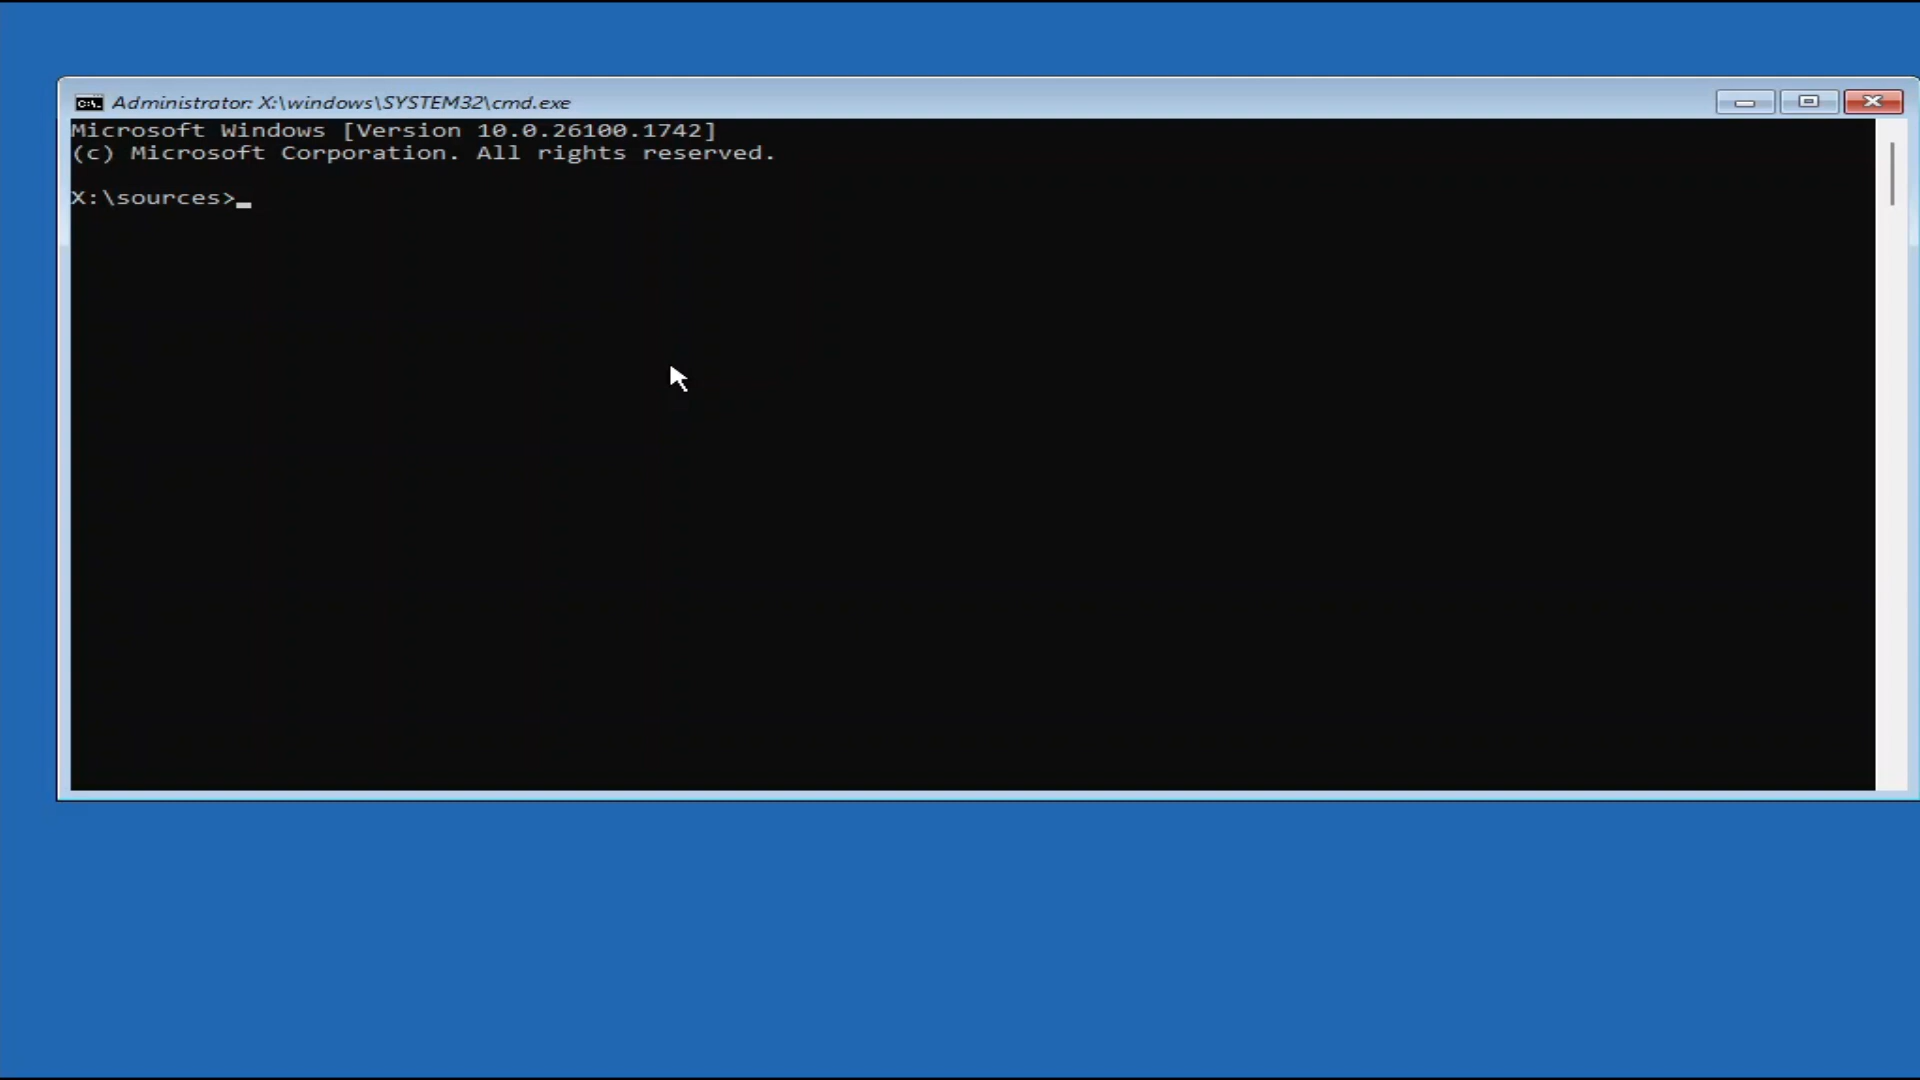 Administrator: X:\windows\SYSTEM32\cmd.exe
Microsoft Windows [Version 10.0.26100.1742]
(c) Microsoft Corporation. All rights reserved.
X:\sources>